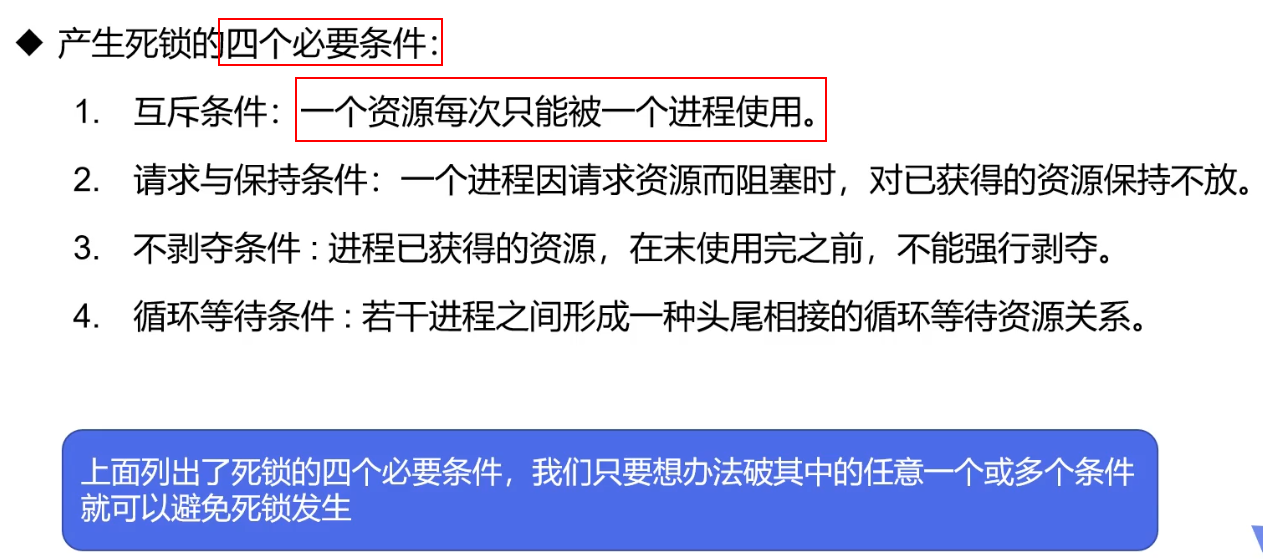 ◆ 产生死锁的四个必要条件：
1. 互斥条件：一个资源每次只能被一个进程使用。
2. 请求与保持条件：一个进程因请求资源而阻塞时，对已获得的资源保持不放。
3. 不剥夺条件 : 进程已获得的资源，在末使用完之前，不能强行剥夺。
4. 循环等待条件 : 若干进程之间形成一种头尾相接的循环等待资源关系。
上面列出了死锁的四个必要条件，我们只要想办法破其中的任意一个或多个条件
就可以避免死锁发生